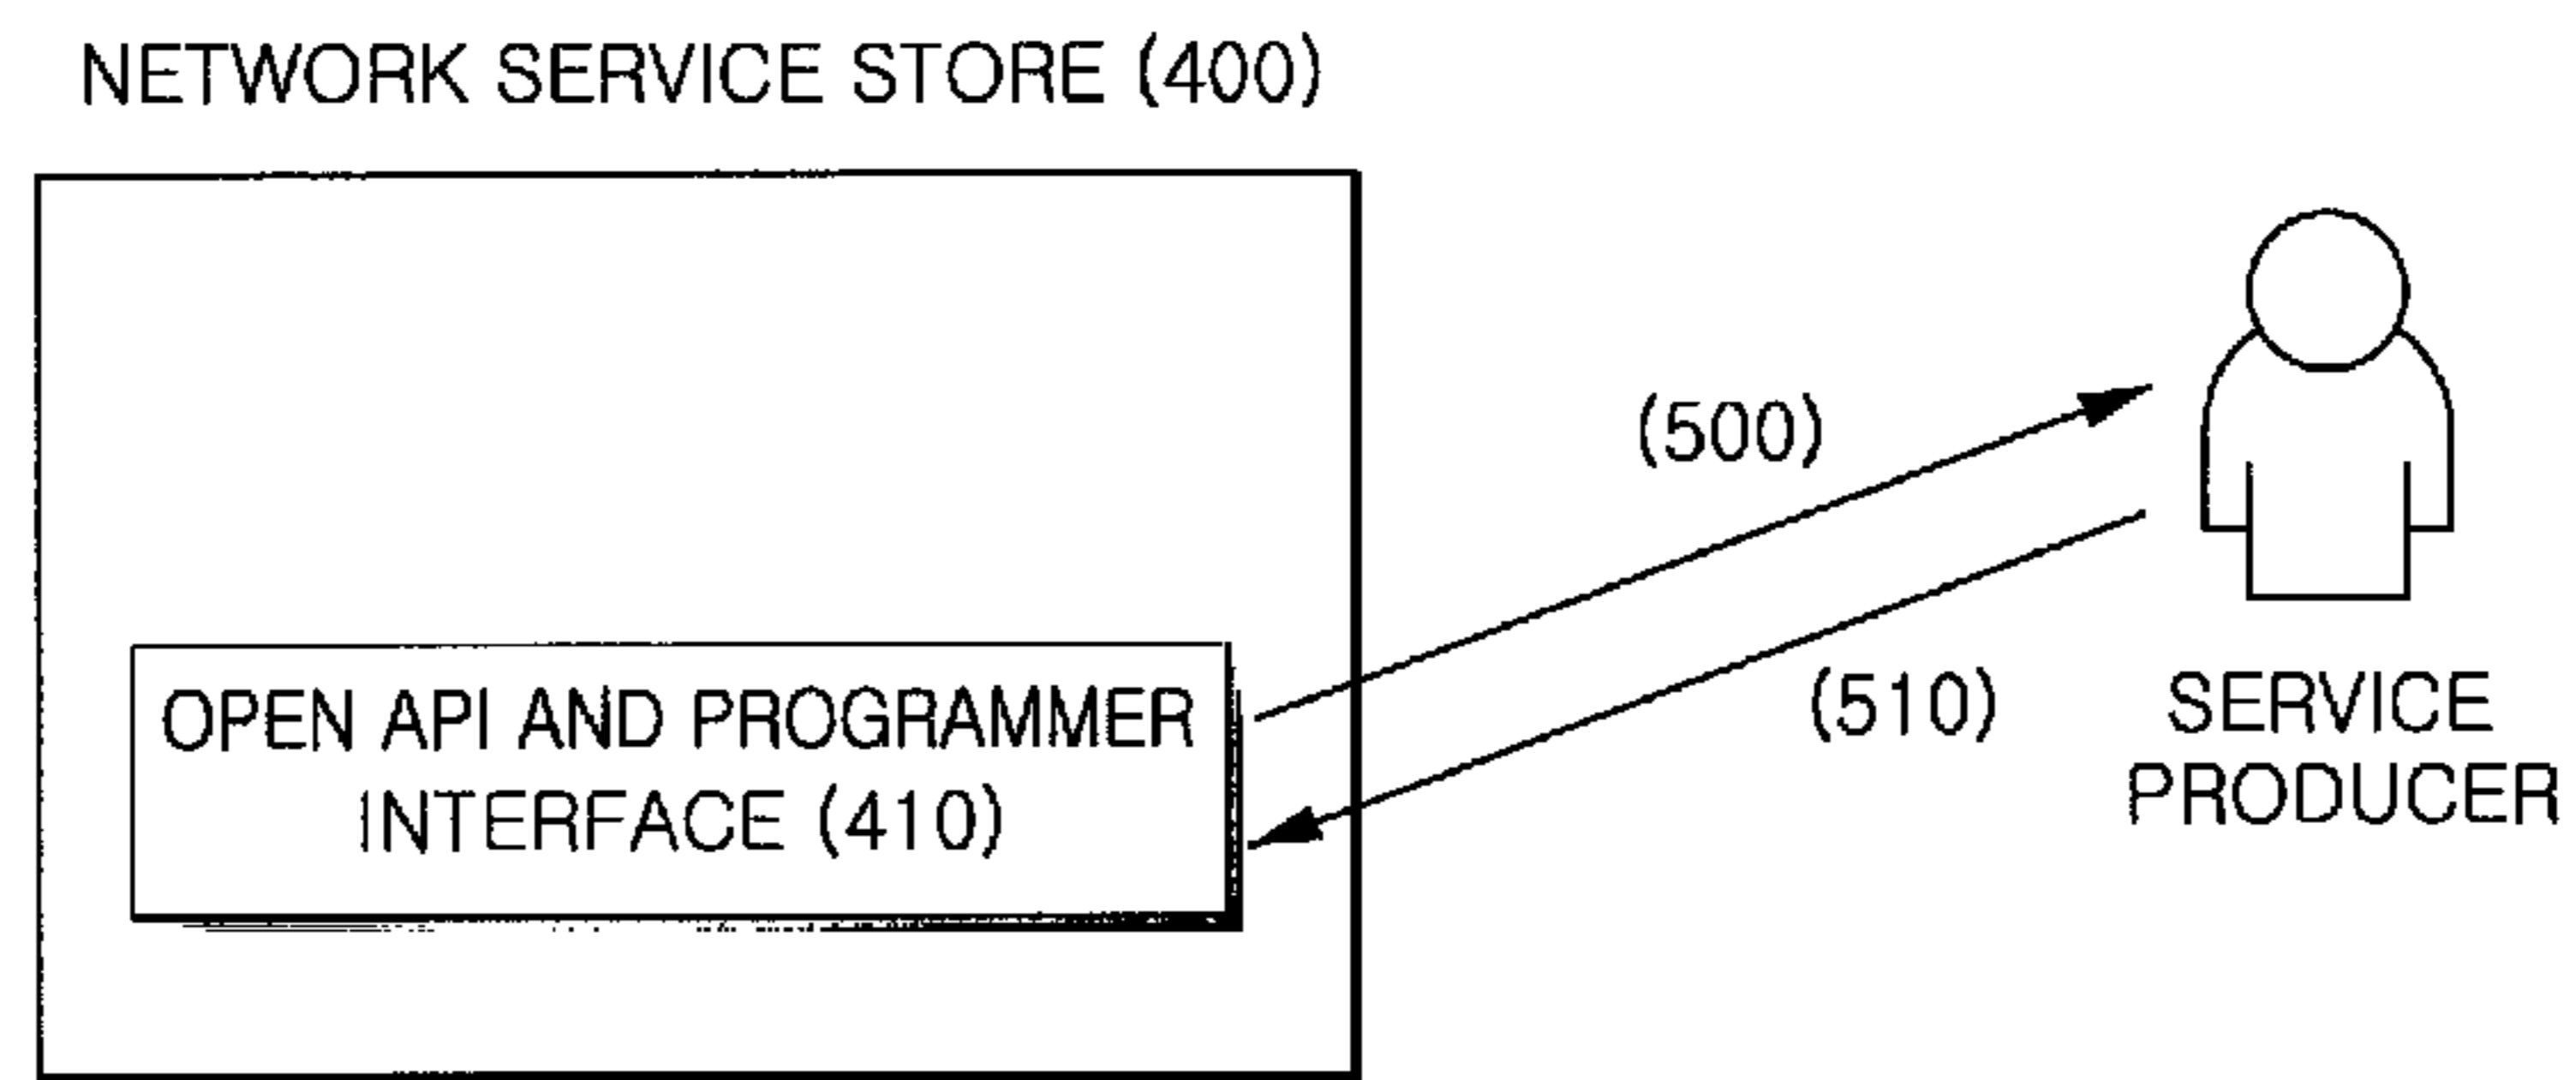 NETWORK SERVICE STORE (400)
(500)
OPEN API AND PROGRAMMER
INTERFACE (410)
(510)
SERVICE
PRODUCER